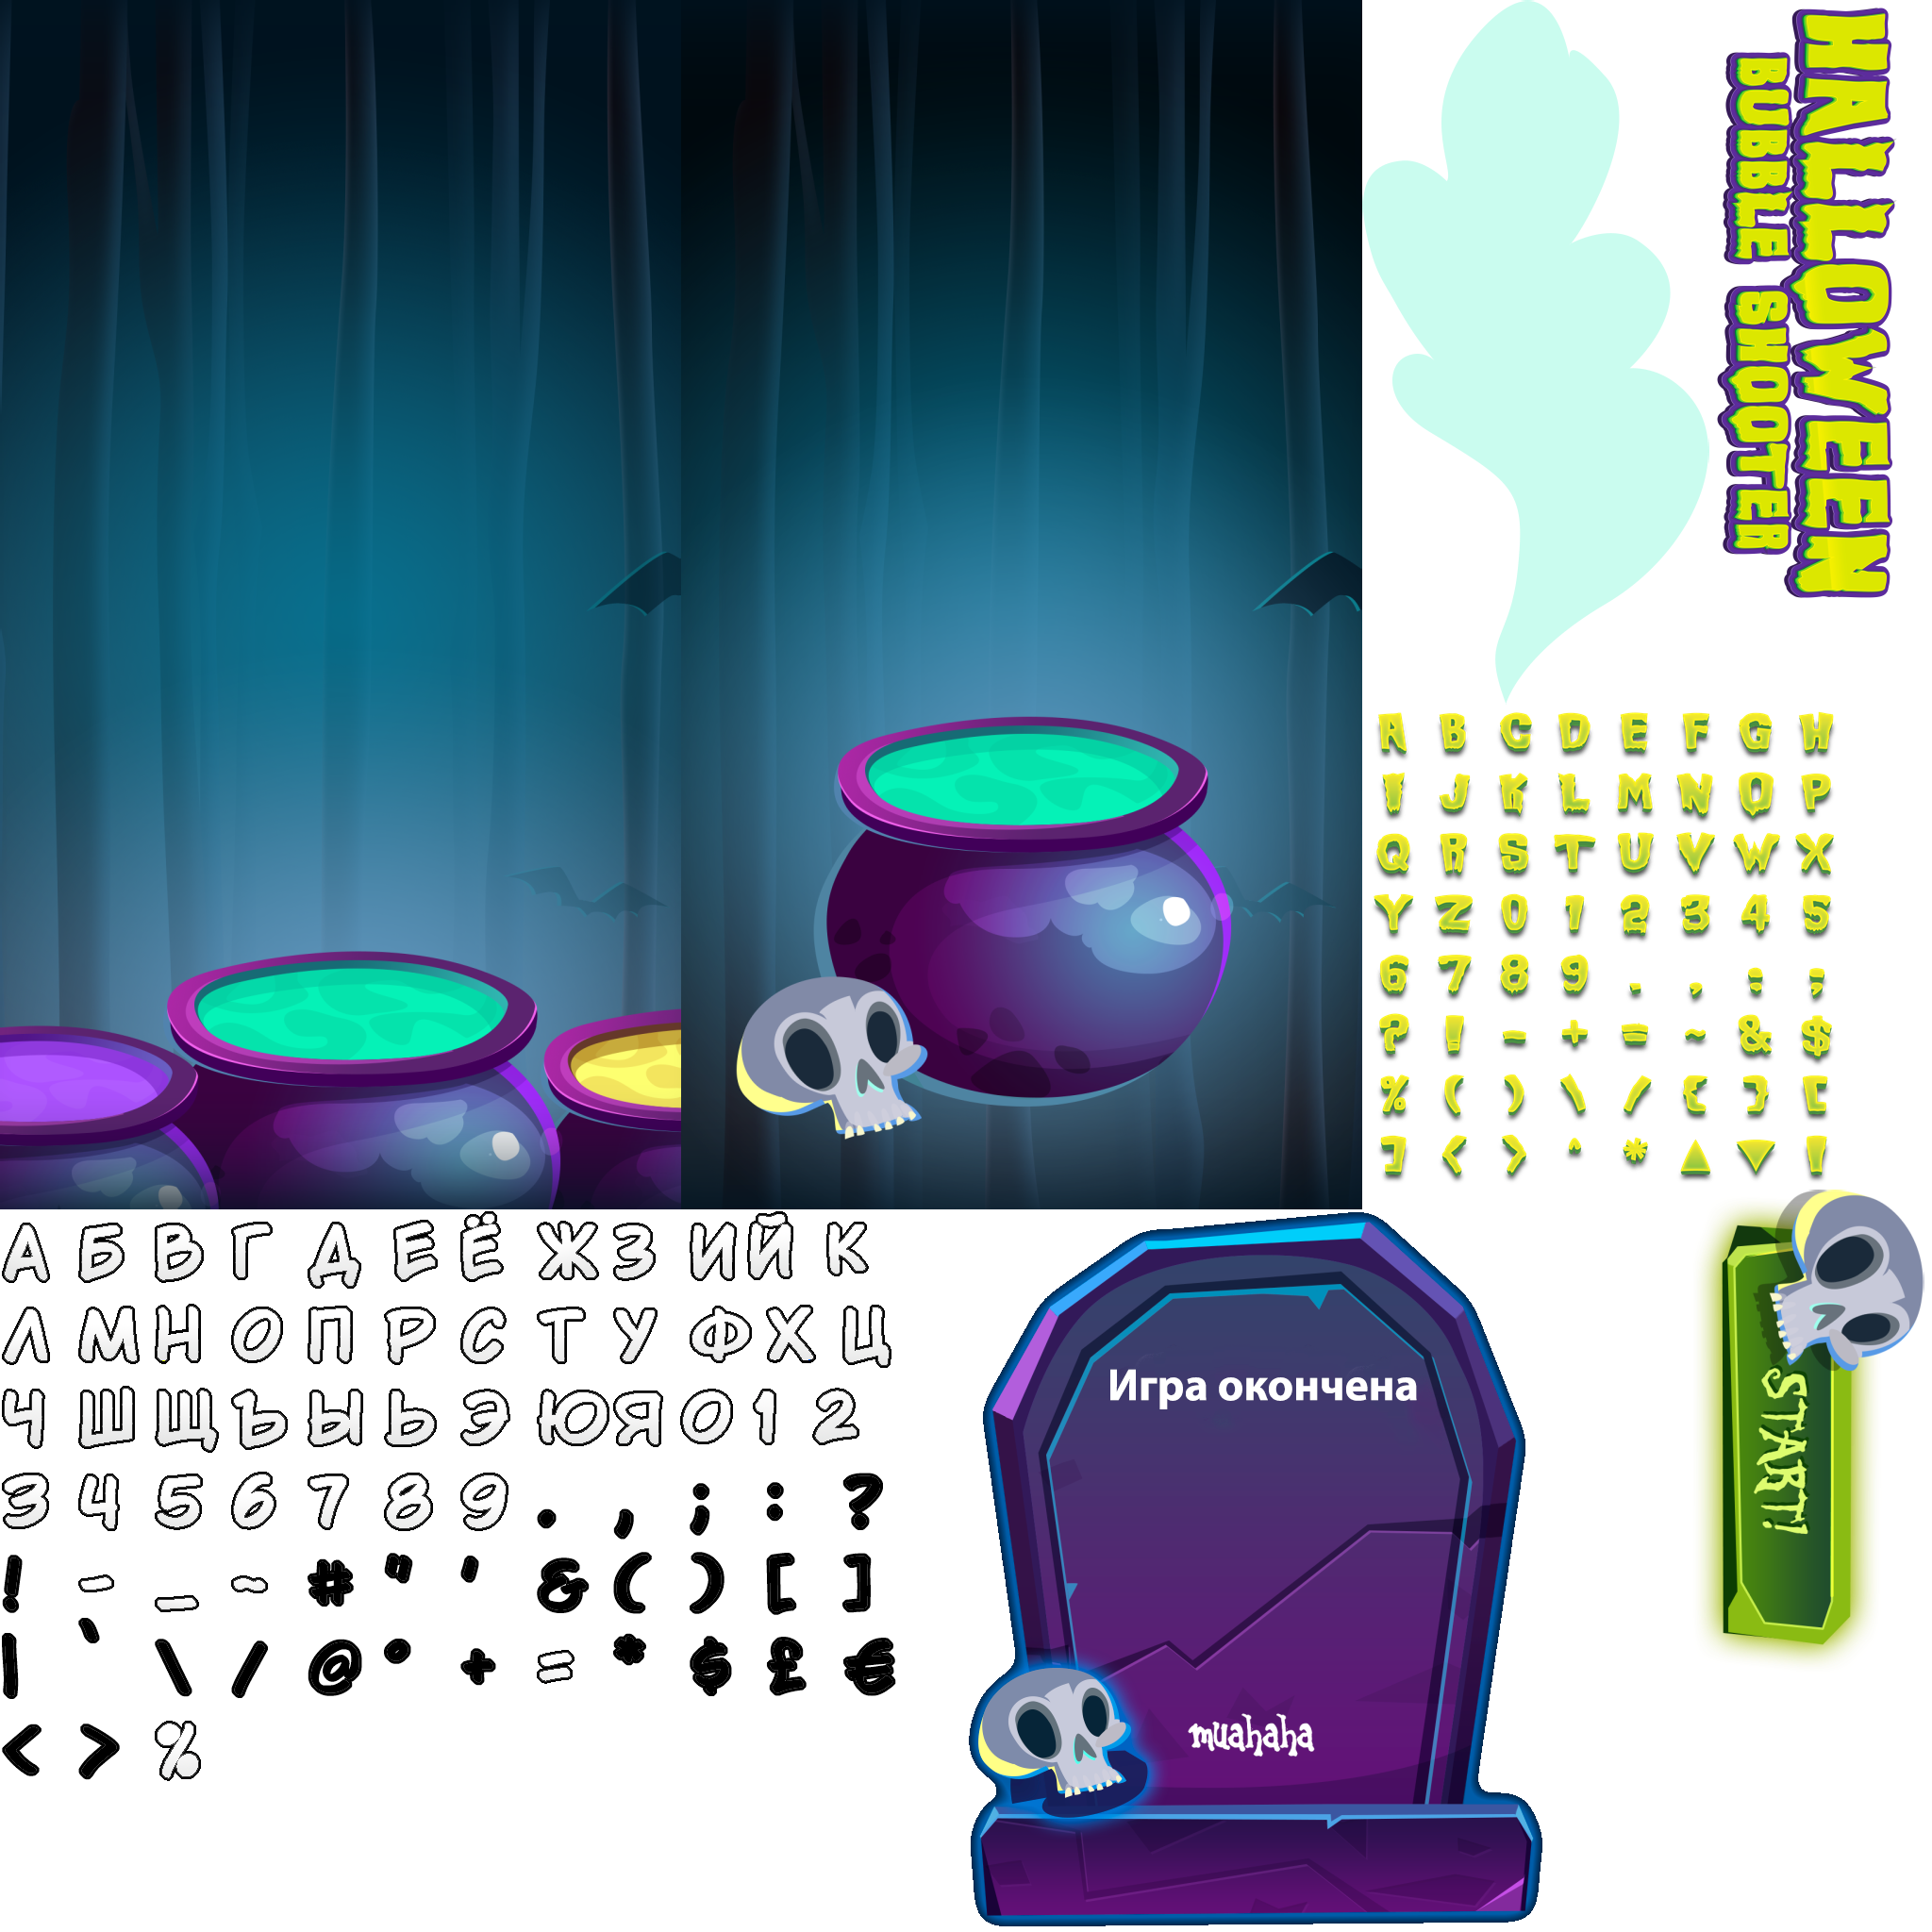 HALLOWEEN
BUBBLE SHOOTER
A B C D E F G H
I J K L M N O P
Q R S T U V W X
Y Z 0 1 2 3 4 5
6 7 8 9 . , : ;
? ! - + = ~ & $
% ( ) \ / { } [
] < > ^ * ▲ ▼ !
А Б В Г Д Е Ё Ж З И Й К
Л М Н О П Р С Т У Ф Х Ц
Ч Ш Щ Ъ Ы Ь Э Ю Я 0 1 2
3 4 5 6 7 8 9 . , ; : ?
! - _ ~ # " ' & ( ) [ ]
| ` \ / @ ° + = * $ £ €
< > %
Игра окончена
muahaha
START!